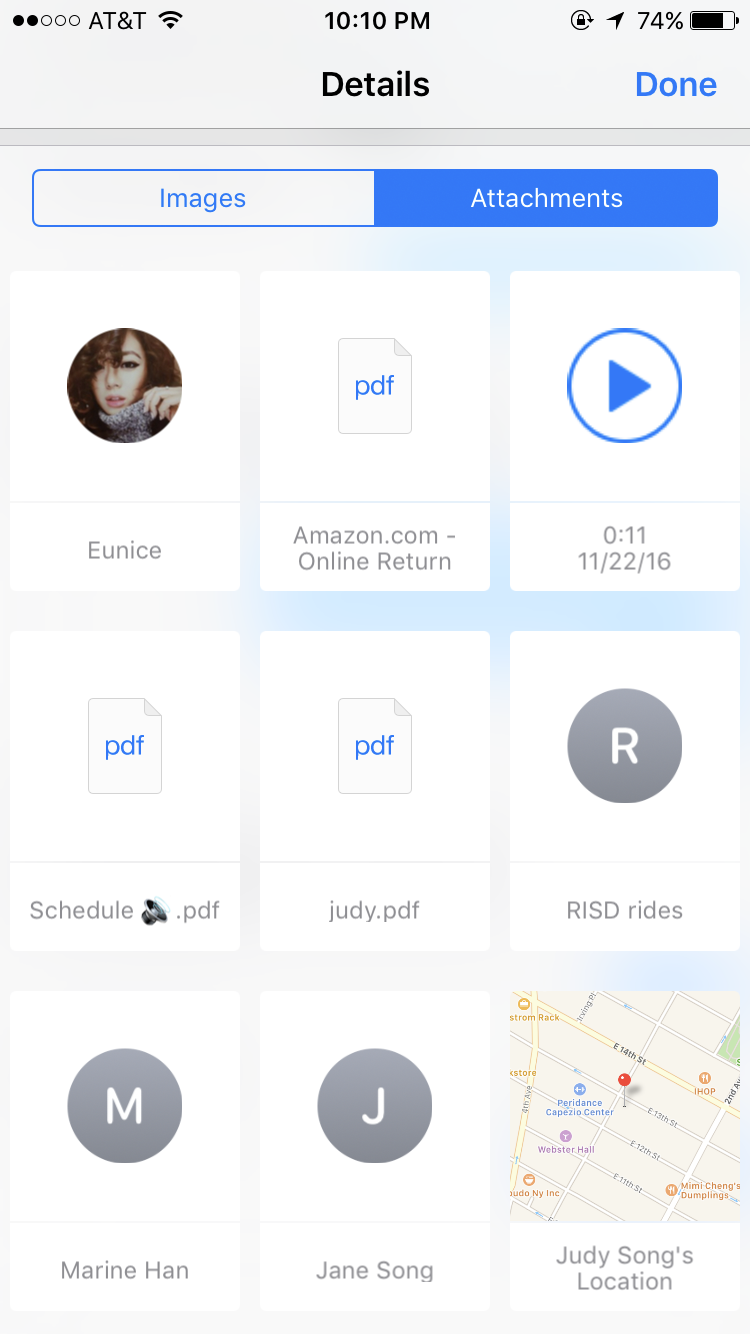 AT&T 10:10 PM 74%
Details Done
Images Attachments
Eunice
pdf
Amazon.com -
Online Return
0:11
11/22/16
pdf
Schedule 🔊 .pdf
pdf
judy.pdf
R
RISD rides
M
Marine Han
J
Jane Song
strom Rack
Irving Pl
E 14th St
kstore
IHOP
4th Ave
2nd Av
Peridance
Capezio Center
E 13th St
Webster Hall
E 12th St
E 11th St
udo Ny Inc
Mimi Cheng's
Dumplings
Judy Song's
Location